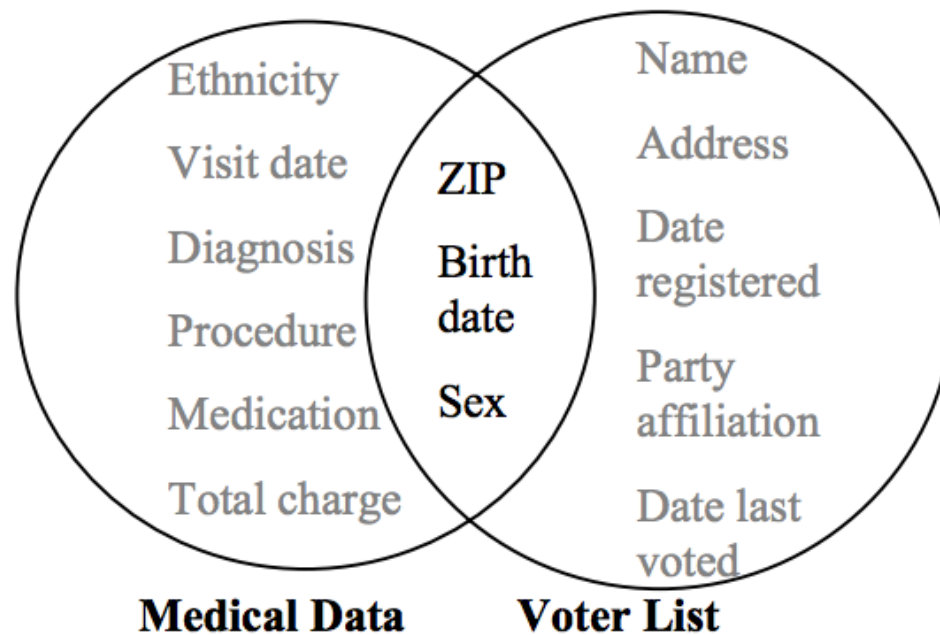 Ethnicity
Visit date
Diagnosis
Procedure
Medication
Total charge
ZIP
Birth
date
Sex
Name
Address
Date
registered
Party
affiliation
Date last
voted
Medical Data
Voter List